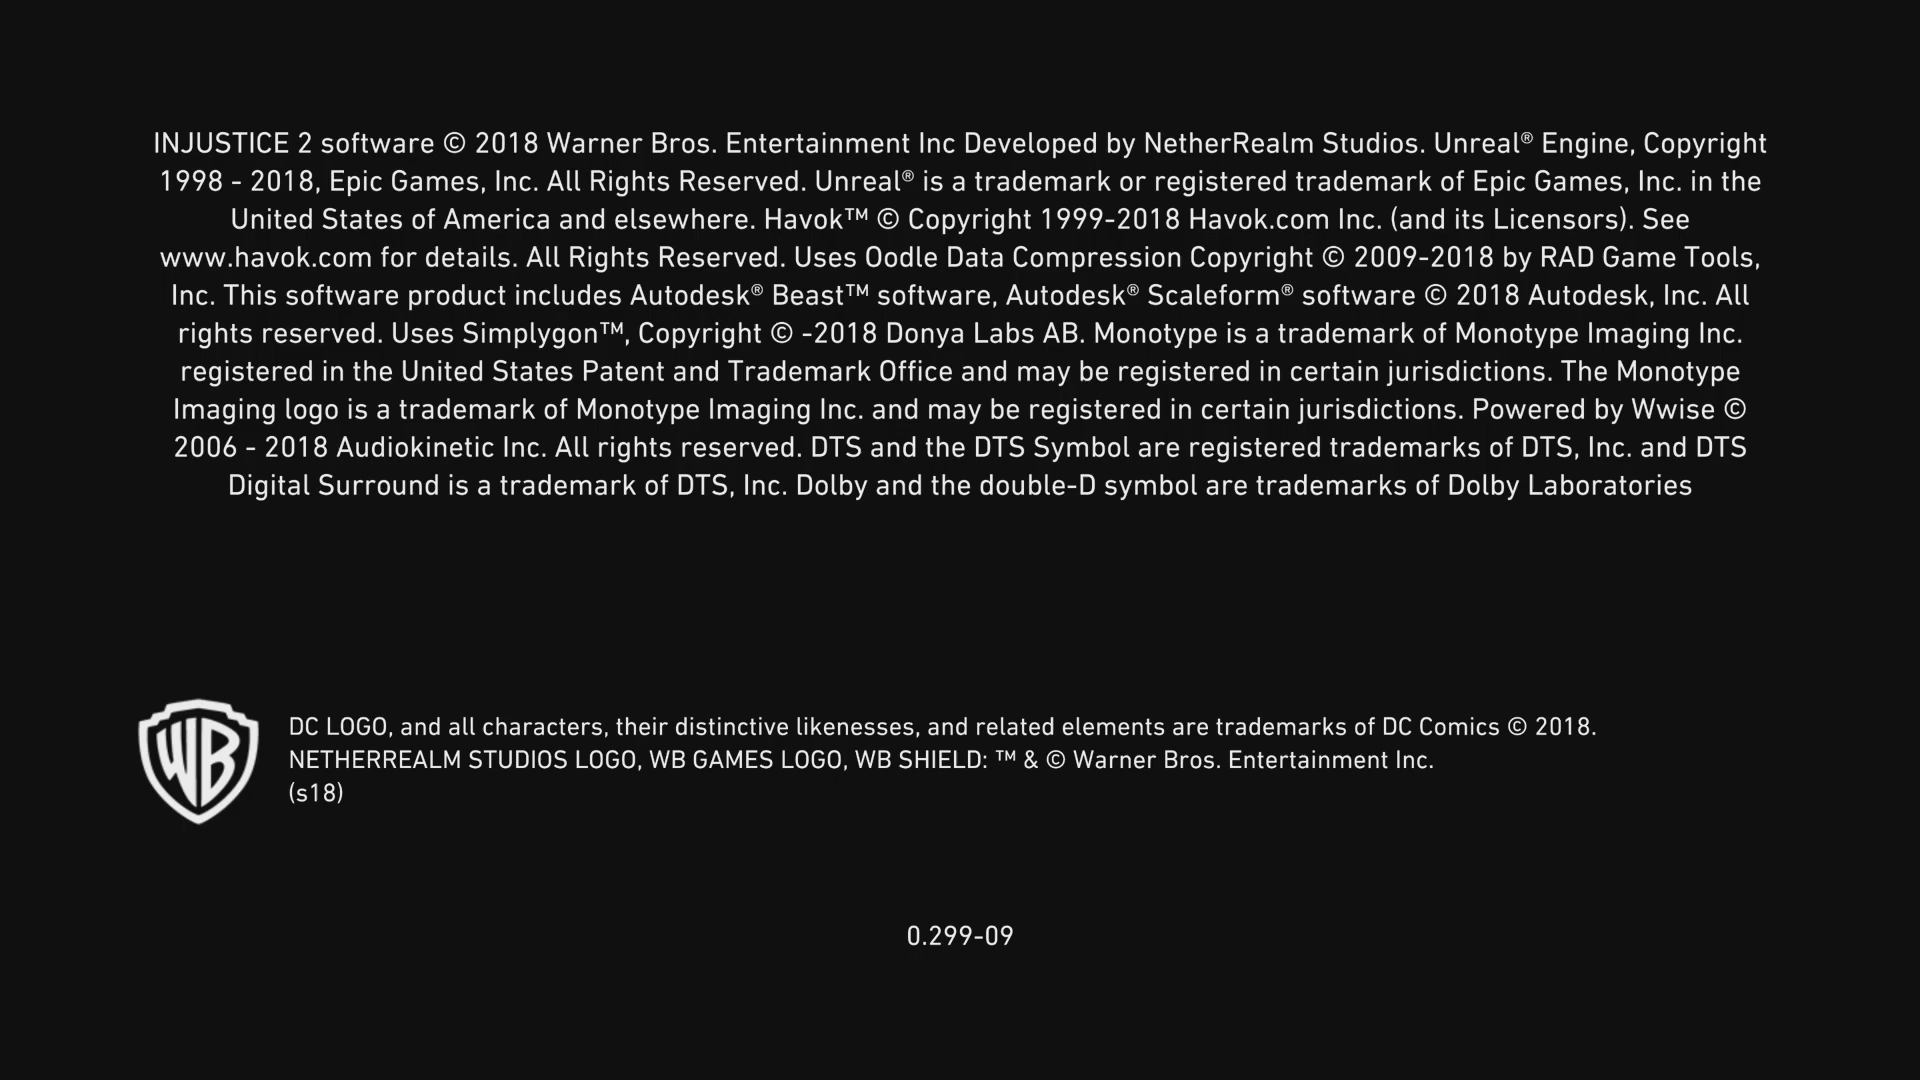 INJUSTICE 2 software © 2018 Warner Bros. Entertainment Inc Developed by NetherRealm Studios. Unreal® Engine, Copyright
1998 - 2018, Epic Games, Inc. All Rights Reserved. Unreal® is a trademark or registered trademark of Epic Games, Inc. in the
United States of America and elsewhere. Havok™ © Copyright 1999-2018 Havok.com Inc. (and its Licensors). See
www.havok.com for details. All Rights Reserved. Uses Oodle Data Compression Copyright © 2009-2018 by RAD Game Tools,
Inc. This software product includes Autodesk® Beast™ software, Autodesk® Scaleform® software © 2018 Autodesk, Inc. All
rights reserved. Uses Simplygon™, Copyright © -2018 Donya Labs AB. Monotype is a trademark of Monotype Imaging Inc.
registered in the United States Patent and Trademark Office and may be registered in certain jurisdictions. The Monotype
Imaging logo is a trademark of Monotype Imaging Inc. and may be registered in certain jurisdictions. Powered by Wwise ©
2006 - 2018 Audiokinetic Inc. All rights reserved. DTS and the DTS Symbol are registered trademarks of DTS, Inc. and DTS
Digital Surround is a trademark of DTS, Inc. Dolby and the double-D symbol are trademarks of Dolby Laboratories
WB
DC LOGO, and all characters, their distinctive likenesses, and related elements are trademarks of DC Comics © 2018.
NETHERREALM STUDIOS LOGO, WB GAMES LOGO, WB SHIELD: ™ & © Warner Bros. Entertainment Inc.
(s18)
0.299-09